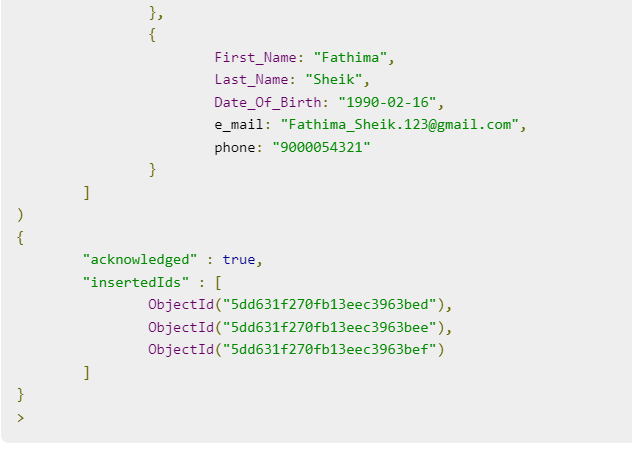 },
{
First_Name: "Fathima",
Last_Name: "Sheik",
Date_Of_Birth: "1990-02-16",
e_mail: "Fathima_Sheik.123@gmail.com",
phone: "9000054321"
}
]
)
{
"acknowledged" : true,
"insertedIds" : [
ObjectId("5dd631f270fb13eec3963bed"),
ObjectId("5dd631f270fb13eec3963bee"),
ObjectId("5dd631f270fb13eec3963bef")
]
}
>